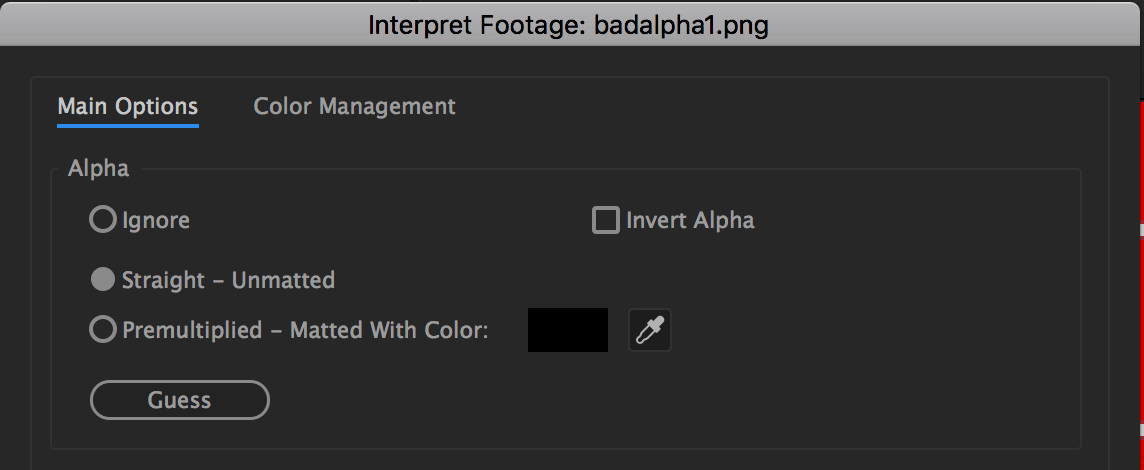 Interpret Footage: badalpha1.png
Main Options Color Management
Alpha
Ignore Invert Alpha
Straight – Unmatted
Premultiplied – Matted With Color:
Guess